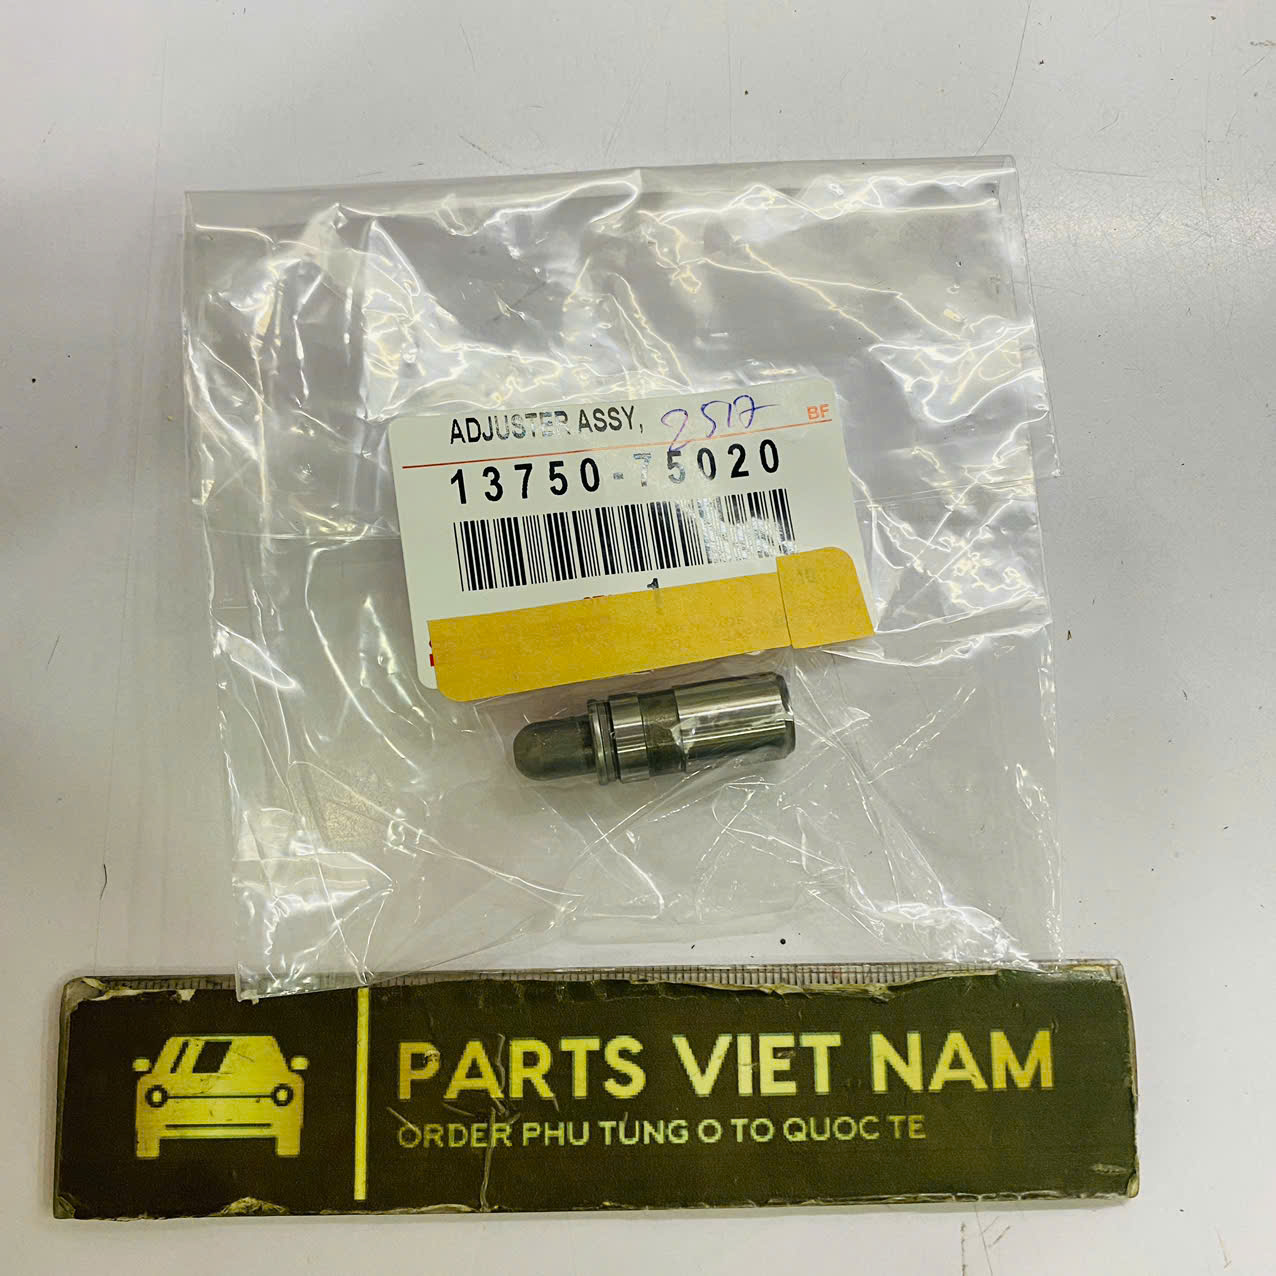 ADJUSTER ASSY,
2517
BF
13750-75020
1
PARTS VIET NAM
ORDER PHU TUNG O TO QUOC TE